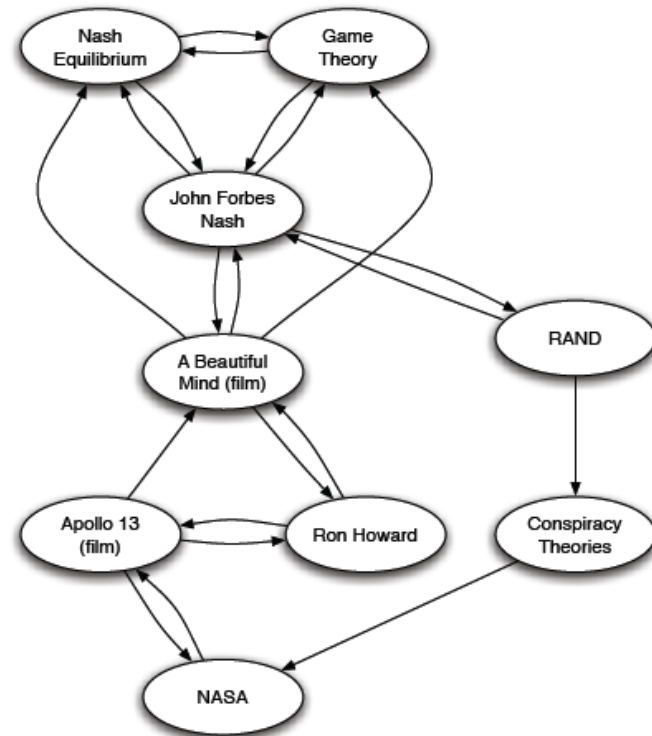 Nash
Equilibrium
Game
Theory
John Forbes
Nash
RAND
A Beautiful
Mind (film)
Apollo 13
(film)
Ron Howard
Conspiracy
Theories
NASA